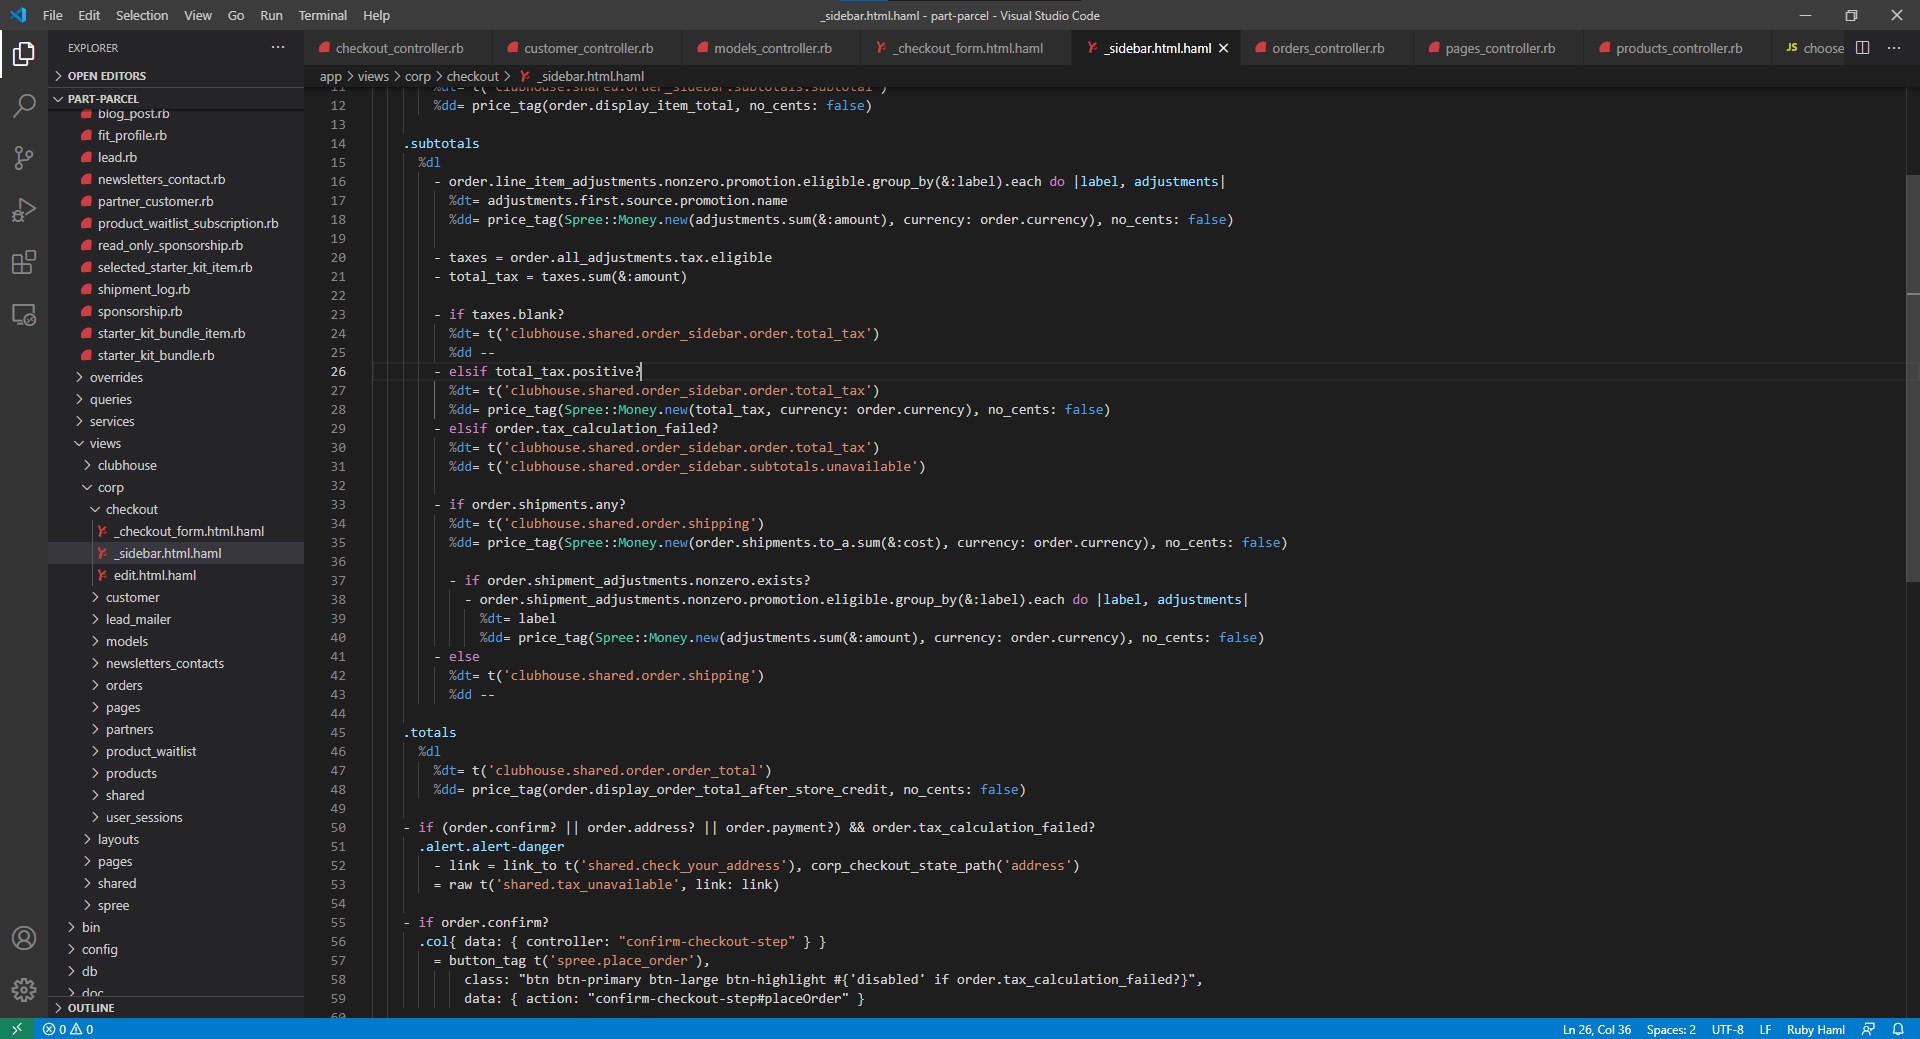 File Edit Selection View Go Run Terminal Help
_sidebar.html.haml - part-parcel - Visual Studio Code
EXPLORER ···
OPEN EDITORS
PART-PARCEL
blog_post.rb
fit_profile.rb
lead.rb
newsletters_contact.rb
partner_customer.rb
product_waitlist_subscription.rb
read_only_sponsorship.rb
selected_starter_kit_item.rb
shipment_log.rb
sponsorship.rb
starter_kit_bundle_item.rb
starter_kit_bundle.rb
overrides
queries
services
views
clubhouse
corp
checkout
_checkout_form.html.haml
_sidebar.html.haml
edit.html.haml
customer
lead_mailer
models
newsletters_contacts
orders
pages
partners
product_waitlist
products
shared
user_sessions
layouts
pages
shared
spree
bin
config
db
doc
OUTLINE
checkout_controller.rb customer_controller.rb models_controller.rb _checkout_form.html.haml _sidebar.html.haml orders_controller.rb pages_controller.rb products_controller.rb JS choose
app > views > corp > checkout > _sidebar.html.haml
11 %dt= t('clubhouse.shared.order_sidebar.subtotals.subtotal')
12 %dd= price_tag(order.display_item_total, no_cents: false)
13
14 .subtotals
15 %dl
16 - order.line_item_adjustments.nonzero.promotion.eligible.group_by(&:label).each do |label, adjustments|
17 %dt= adjustments.first.source.promotion.name
18 %dd= price_tag(Spree::Money.new(adjustments.sum(&:amount), currency: order.currency), no_cents: false)
19
20 - taxes = order.all_adjustments.tax.eligible
21 - total_tax = taxes.sum(&:amount)
22
23 - if taxes.blank?
24 %dt= t('clubhouse.shared.order_sidebar.order.total_tax')
25 %dd --
26 - elsif total_tax.positive?
27 %dt= t('clubhouse.shared.order_sidebar.order.total_tax')
28 %dd= price_tag(Spree::Money.new(total_tax, currency: order.currency), no_cents: false)
29 - elsif order.tax_calculation_failed?
30 %dt= t('clubhouse.shared.order_sidebar.order.total_tax')
31 %dd= t('clubhouse.shared.order_sidebar.subtotals.unavailable')
32
33 - if order.shipments.any?
34 %dt= t('clubhouse.shared.order.shipping')
35 %dd= price_tag(Spree::Money.new(order.shipments.to_a.sum(&:cost), currency: order.currency), no_cents: false)
36
37 - if order.shipment_adjustments.nonzero.exists?
38 - order.shipment_adjustments.nonzero.promotion.eligible.group_by(&:label).each do |label, adjustments|
39 %dt= label
40 %dd= price_tag(Spree::Money.new(adjustments.sum(&:amount), currency: order.currency), no_cents: false)
41 - else
42 %dt= t('clubhouse.shared.order.shipping')
43 %dd --
44
45 .totals
46 %dl
47 %dt= t('clubhouse.shared.order.order_total')
48 %dd= price_tag(order.display_order_total_after_store_credit, no_cents: false)
49
50 - if (order.confirm? || order.address? || order.payment?) && order.tax_calculation_failed?
51 .alert.alert-danger
52 - link = link_to t('shared.check_your_address'), corp_checkout_state_path('address')
53 = raw t('shared.tax_unavailable', link: link)
54
55 - if order.confirm?
56 .col{ data: { controller: "confirm-checkout-step" } }
57 = button_tag t('spree.place_order'),
58 class: "btn btn-primary btn-large btn-highlight #{'disabled' if order.tax_calculation_failed?}",
59 data: { action: "confirm-checkout-step#placeOrder" }
60
0 0
Ln 26, Col 36 Spaces: 2 UTF-8 LF Ruby Haml